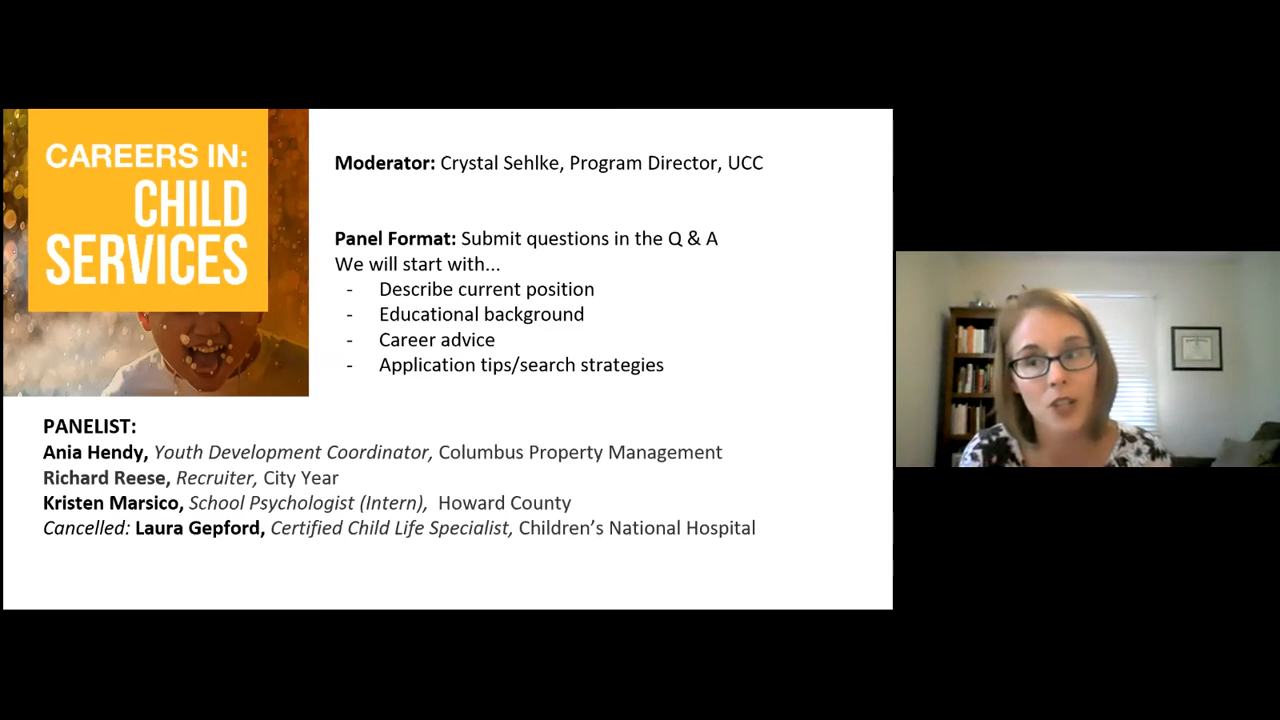 CAREERS IN:
CHILD
SERVICES
Moderator: Crystal Sehlke, Program Director, UCC
Panel Format: Submit questions in the Q & A
We will start with...
- Describe current position
- Educational background
- Career advice
- Application tips/search strategies
PANELIST:
Ania Hendy, Youth Development Coordinator, Columbus Property Management
Richard Reese, Recruiter, City Year
Kristen Marsico, School Psychologist (Intern), Howard County
Cancelled: Laura Gepford, Certified Child Life Specialist, Children’s National Hospital